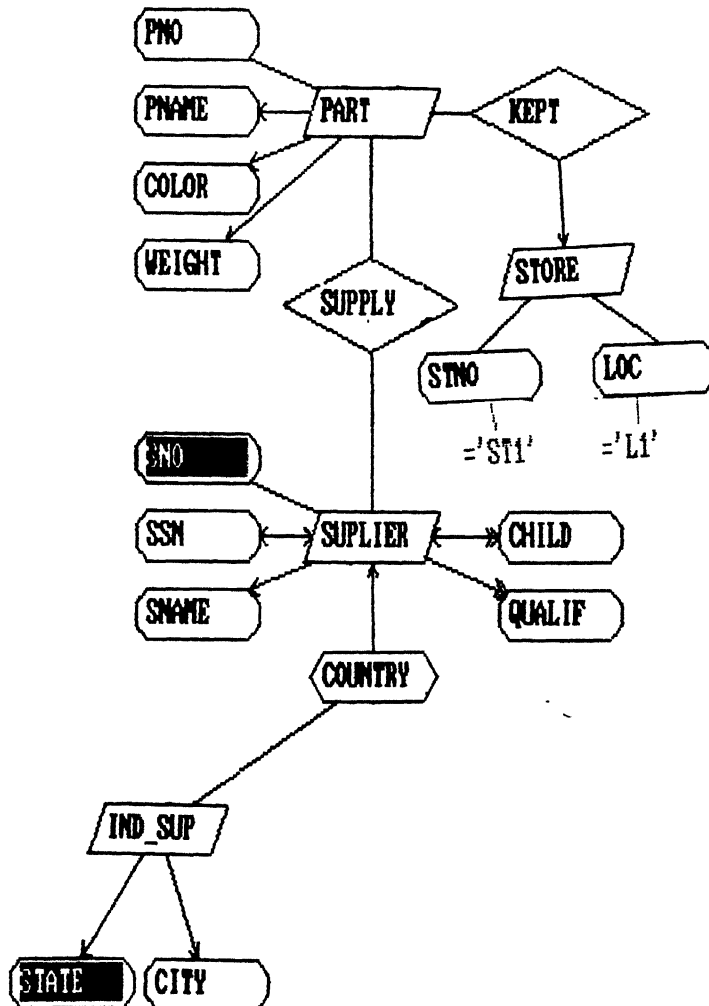 PNO
PNAME
PART
KEPT
COLOR
WEIGHT
STORE
SUPPLY
STNO
LOC
='ST1'
='L1'
SNO
SSN
SUPLIER
CHILD
SNAME
QUALIF
COUNTRY
IND_SUP
STATE
CITY